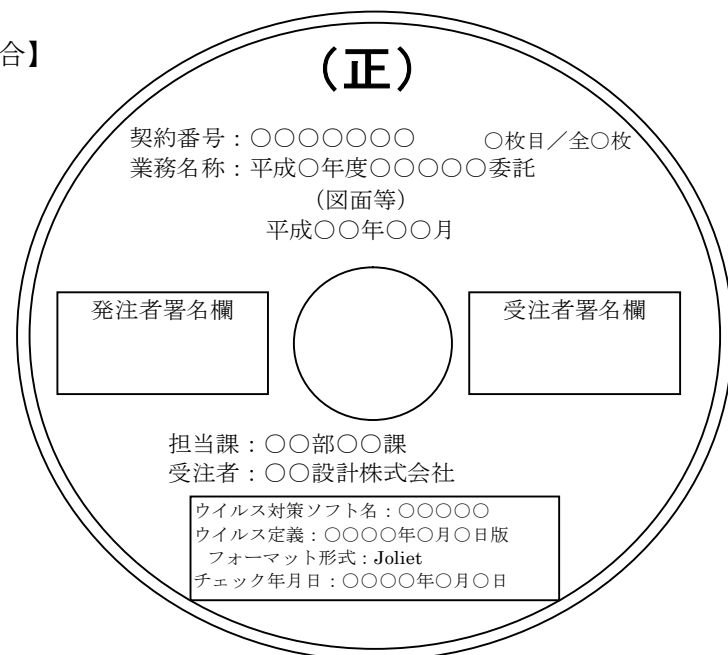 合】
（正）
契約番号：○○○○○○○　○枚目／全○枚
業務名称：平成○年度○○○○○委託
（図面等）
平成○○年○○月
発注者署名欄
受注者署名欄
担当課：○○部○○課
受注者：○○設計株式会社
ウイルス対策ソフト名：○○○○○
ウイルス定義：○○○○年○月○日版
フォーマット形式：Joliet
チェック年月日：○○○○年○月○日